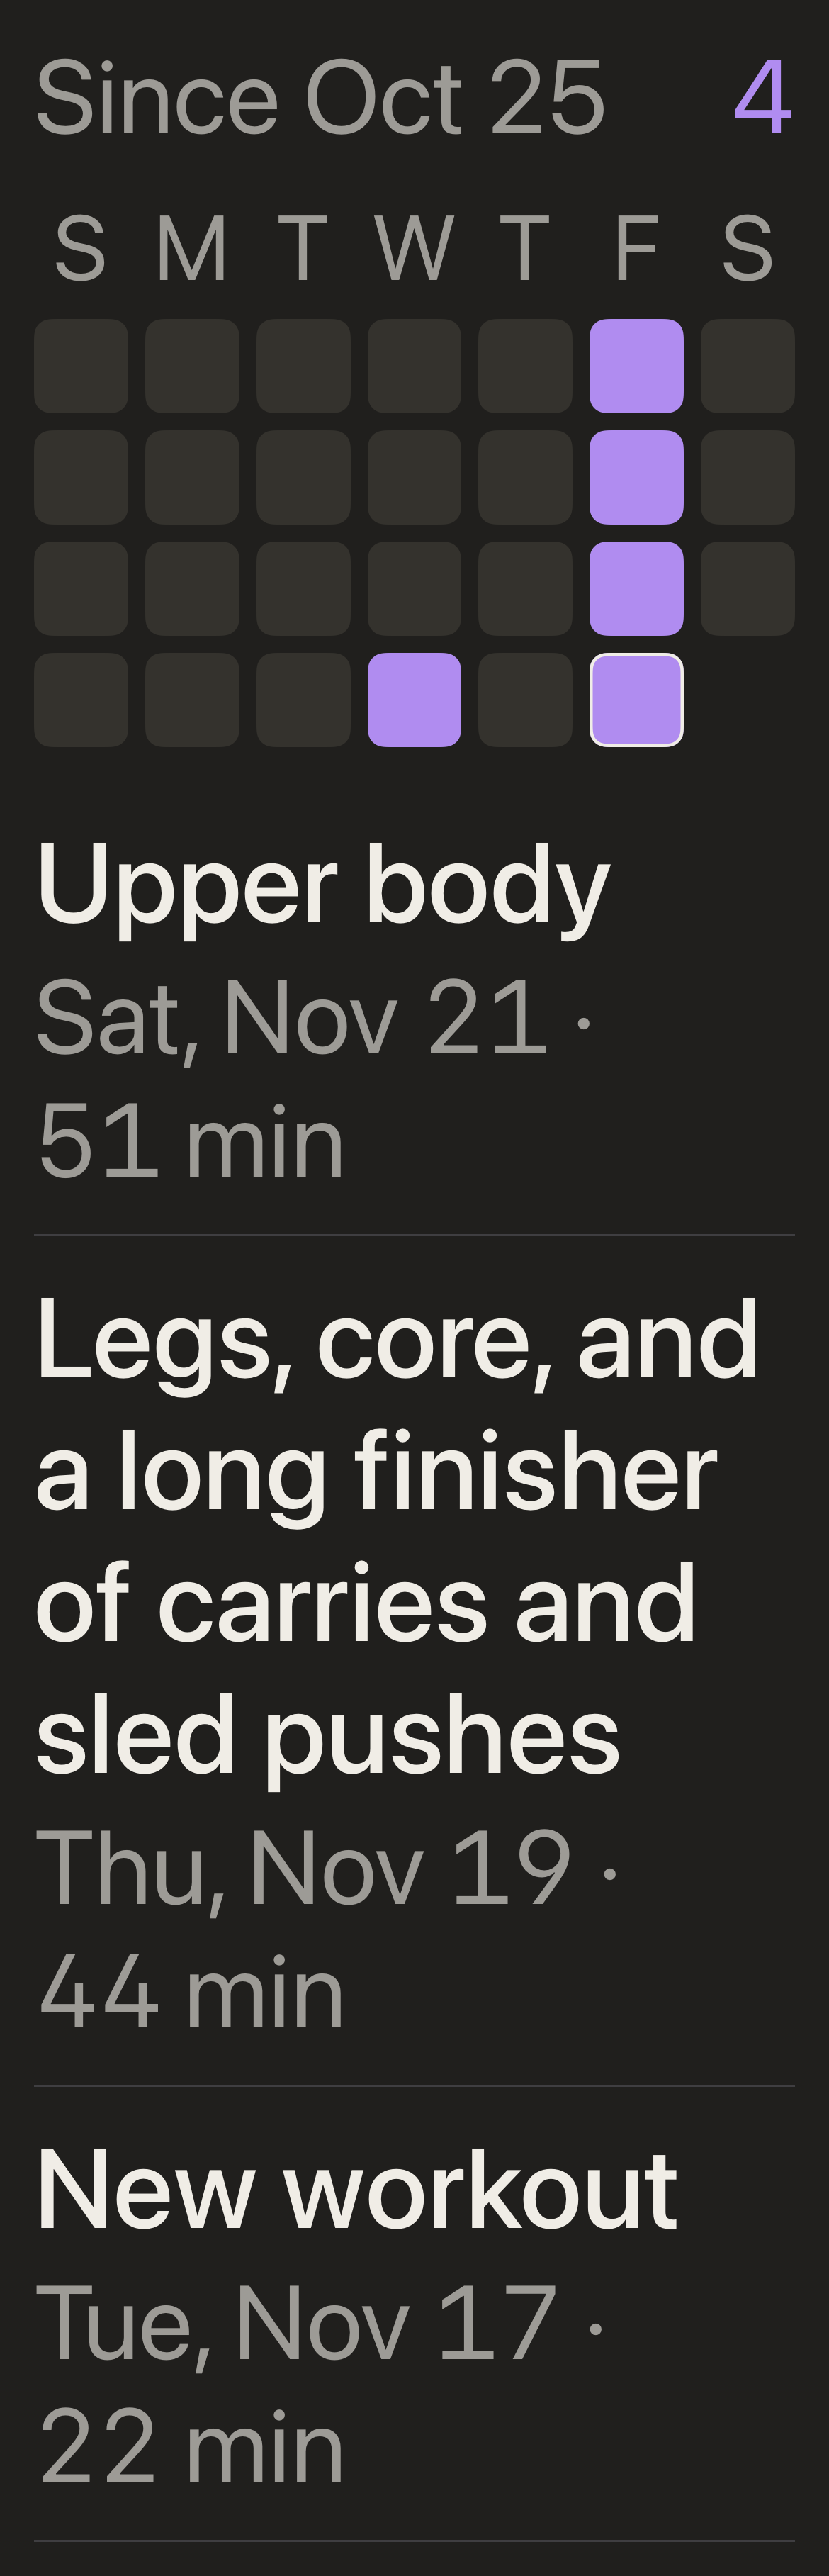 Since Oct 25 4
S M T W T F S
Upper body
Sat, Nov 21 ·
51 min
Legs, core, and
a long finisher
of carries and
sled pushes
Thu, Nov 19 ·
44 min
New workout
Tue, Nov 17 ·
22 min